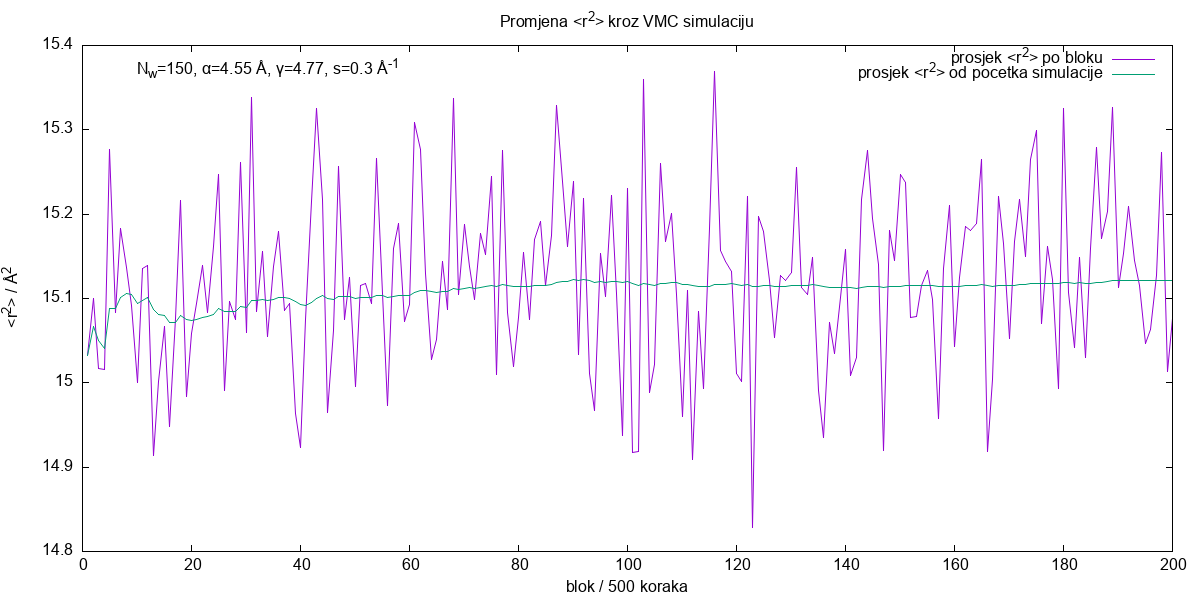 Promjena <r²> kroz VMC simulaciju
N_w=150, α=4.55 Å, γ=4.77, s=0.3 Å⁻¹
prosjek <r²> po bloku
prosjek <r²> od pocetka simulacije
<r²> / Å²
15.4
15.3
15.2
15.1
15
14.9
14.8
0 20 40 60 80 100 120 140 160 180 200
blok / 500 koraka